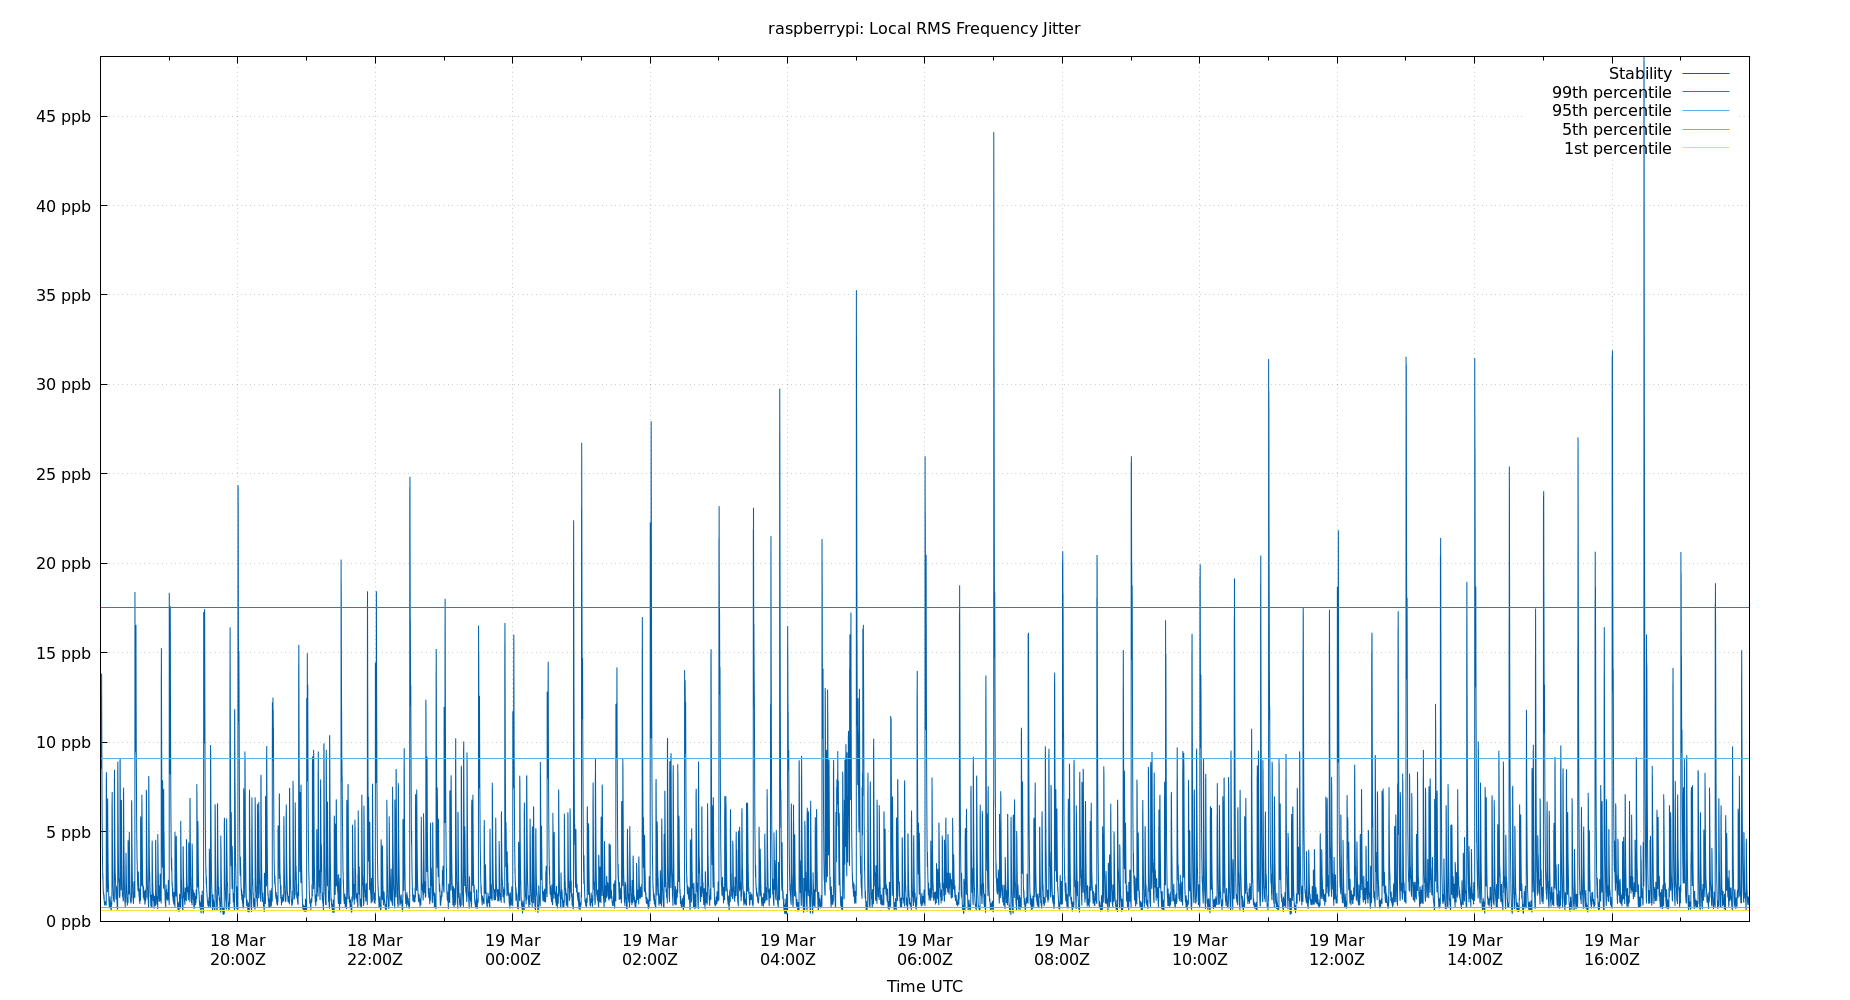 raspberrypi: Local RMS Frequency Jitter
Stability
99th percentile
95th percentile
5th percentile
1st percentile
45 ppb
40 ppb
35 ppb
30 ppb
25 ppb
20 ppb
15 ppb
10 ppb
5 ppb
0 ppb
18 Mar 18 Mar 19 Mar 19 Mar 19 Mar 19 Mar 19 Mar 19 Mar 19 Mar 19 Mar 19 Mar
20:00Z 22:00Z 00:00Z 02:00Z 04:00Z 06:00Z 08:00Z 10:00Z 12:00Z 14:00Z 16:00Z
Time UTC